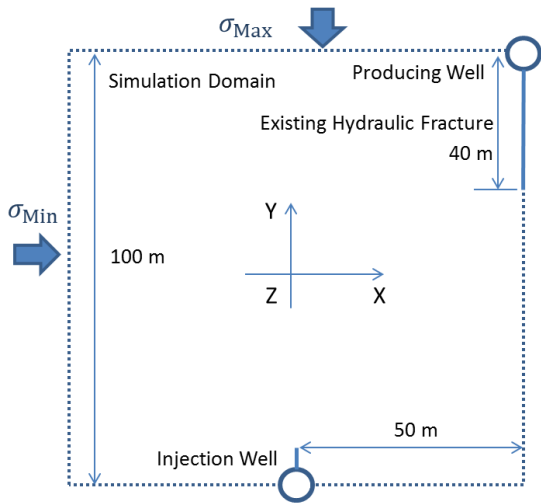 σMax
Simulation Domain
Producing Well
Existing Hydraulic Fracture
40 m
σMin
Y
100 m
Z
X
50 m
Injection Well